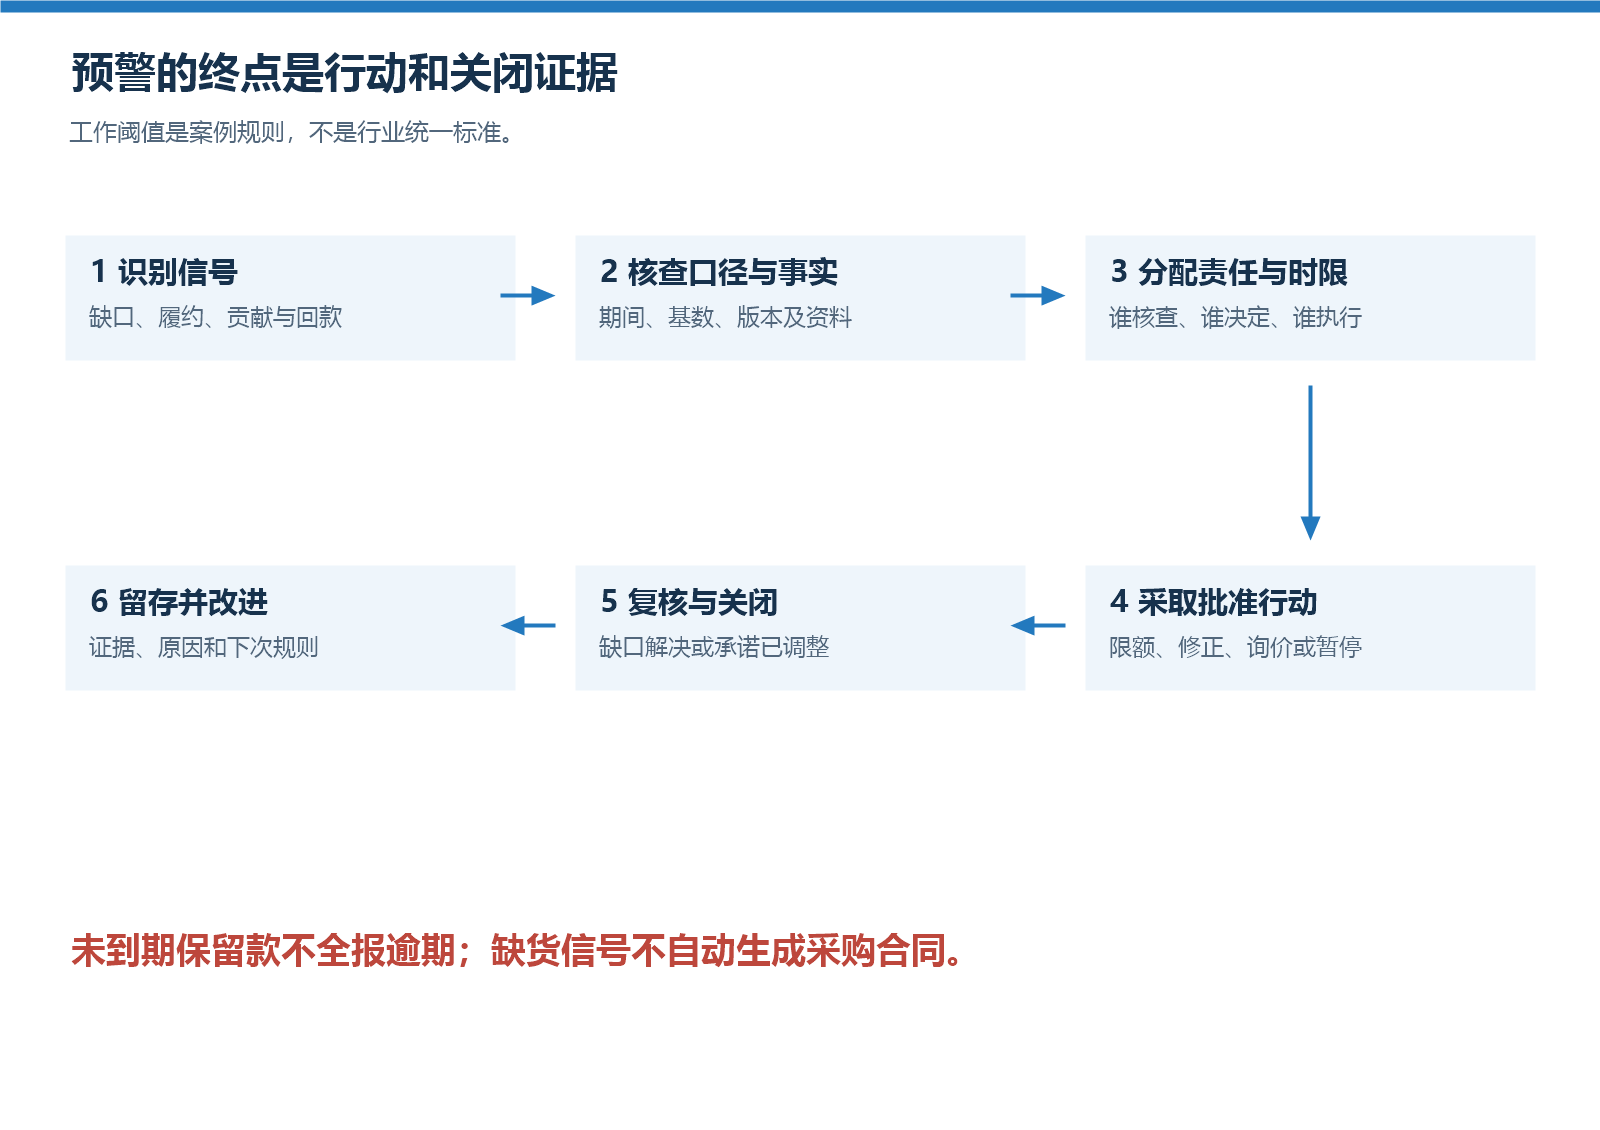 预警的终点是行动和关闭证据
工作阈值是案例规则，不是行业统一标准。
1 识别信号
缺口、履约、贡献与回款
2 核查口径与事实
期间、基数、版本及资料
3 分配责任与时限
谁核查、谁决定、谁执行
4 采取批准行动
限额、修正、询价或暂停
5 复核与关闭
缺口解决或承诺已调整
6 留存并改进
证据、原因和下次规则
未到期保留款不全报逾期；缺货信号不自动生成采购合同。